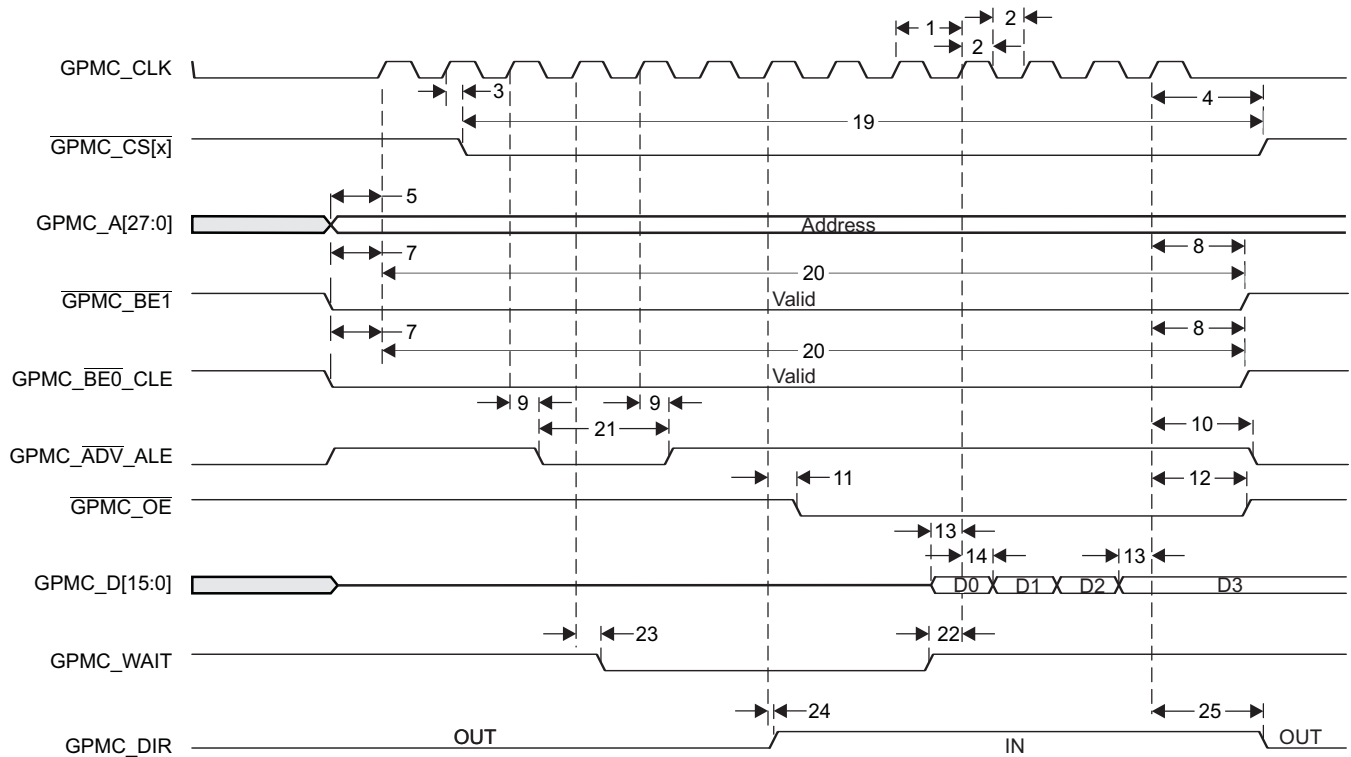 1
2
2
GPMC_CLK
3
4
19
GPMC_CS[x]
5
GPMC_A[27:0]
Address
7
8
20
GPMC_BE1
Valid
7
8
20
GPMC_BE0_CLE
Valid
9
9
21
10
GPMC_ADV_ALE
11
12
GPMC_OE
13
14
13
GPMC_D[15:0]
D0
D1
D2
D3
23
22
GPMC_WAIT
24
25
GPMC_DIR
OUT
IN
OUT